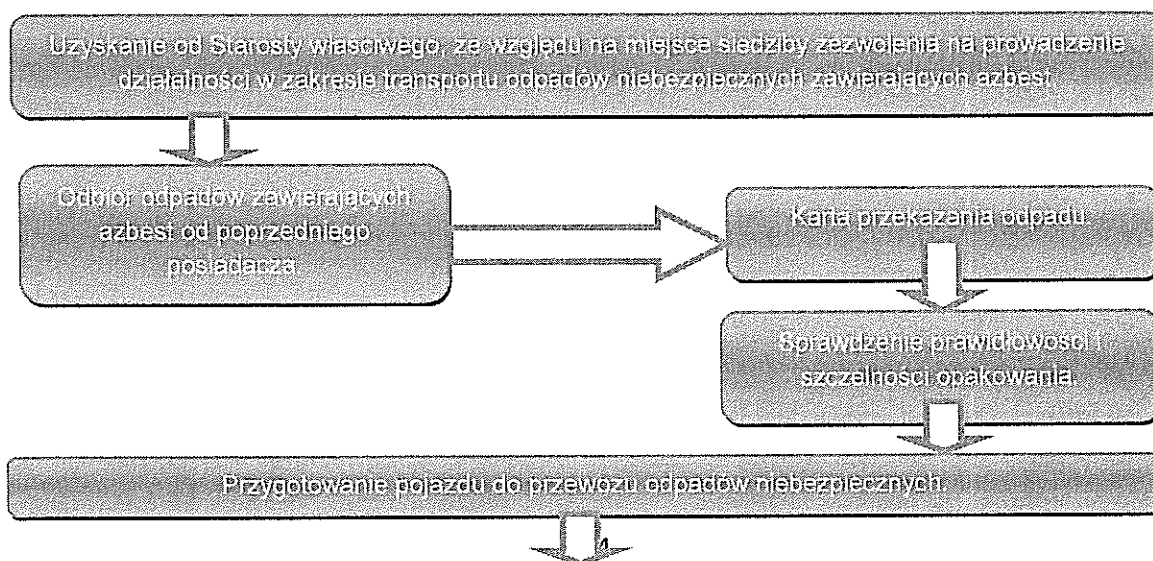 Uzyskanie od Starosty właściwego, ze względu na miejsce siedziby zezwolenia na prowadzenie
działalności w zakresie transportu odpadów niebezpiecznych zawierających azbest.
Odbiór odpadów zawierających
azbest od poprzedniego
posiadacza
Karta przekazania odpadu
Sprawdzenie prawidłowości i
szczelności opakowania.
Przygotowanie pojazdu do przewozu odpadów niebezpiecznych.